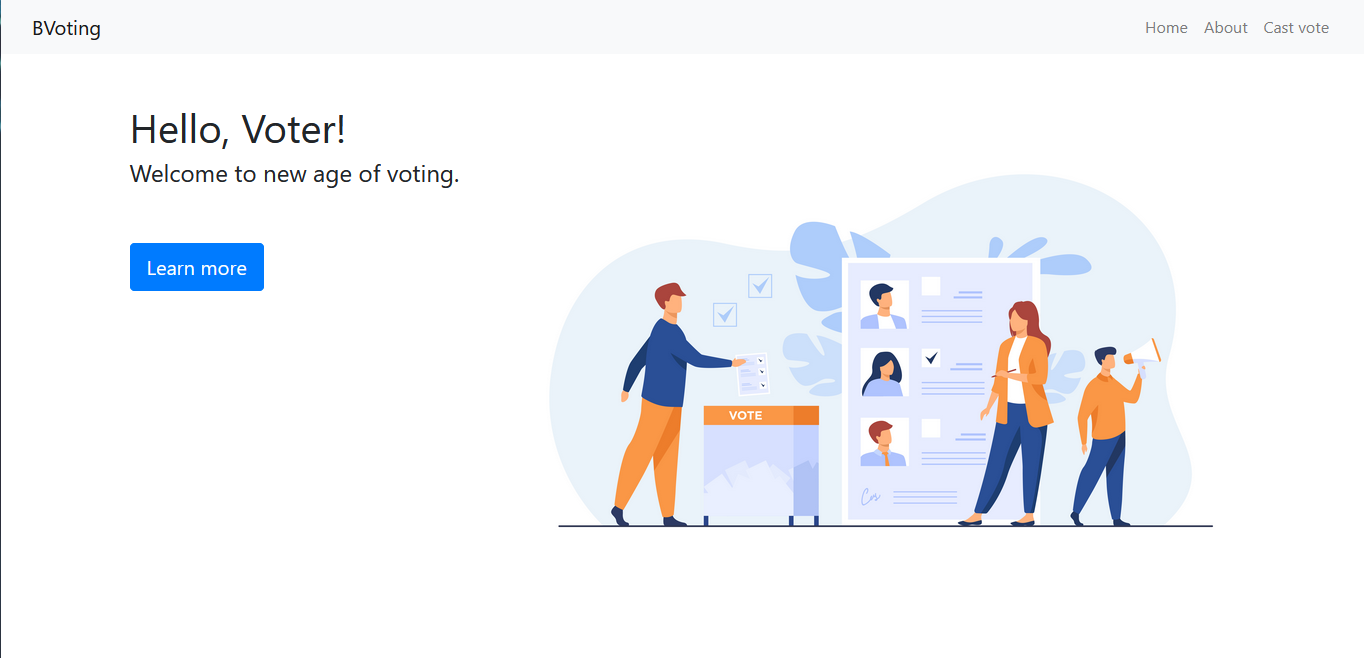 BVoting
Home About Cast vote
Hello, Voter!
Welcome to new age of voting.
Learn more
VOTE